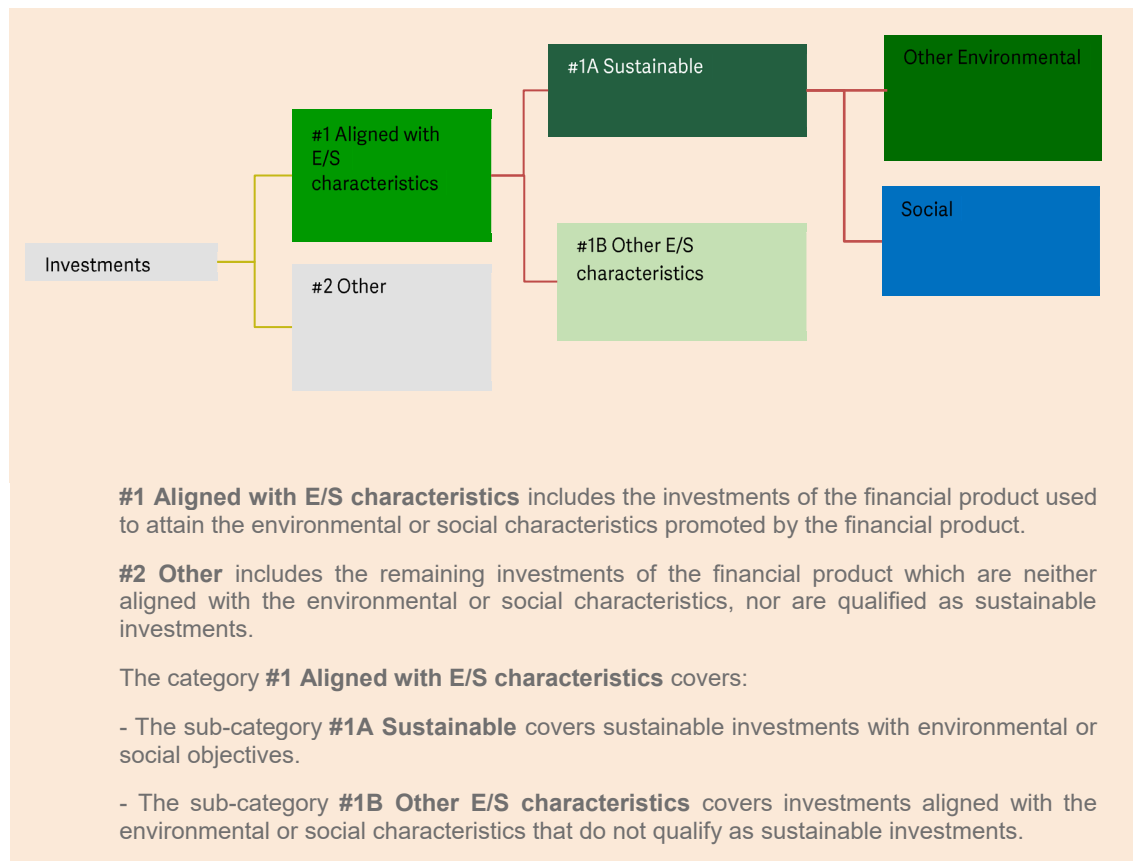 #1A Sustainable
Other Environmental
#1 Aligned with
E/S
characteristics
Social
#1B Other E/S
characteristics
Investments
#2 Other
#1 Aligned with E/S characteristics includes the investments of the financial product used
to attain the environmental or social characteristics promoted by the financial product.
#2 Other includes the remaining investments of the financial product which are neither
aligned with the environmental or social characteristics, nor are qualified as sustainable
investments.
The category #1 Aligned with E/S characteristics covers:
- The sub-category #1A Sustainable covers sustainable investments with environmental or
social objectives.
- The sub-category #1B Other E/S characteristics covers investments aligned with the
environmental or social characteristics that do not qualify as sustainable investments.